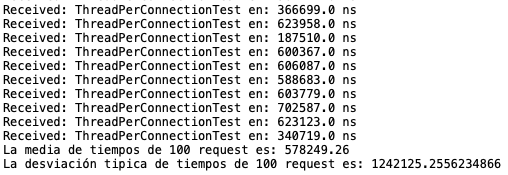 Received: ThreadPerConnectionTest en: 366699.0 ns
Received: ThreadPerConnectionTest en: 623958.0 ns
Received: ThreadPerConnectionTest en: 187510.0 ns
Received: ThreadPerConnectionTest en: 600367.0 ns
Received: ThreadPerConnectionTest en: 606087.0 ns
Received: ThreadPerConnectionTest en: 588683.0 ns
Received: ThreadPerConnectionTest en: 603779.0 ns
Received: ThreadPerConnectionTest en: 702587.0 ns
Received: ThreadPerConnectionTest en: 623123.0 ns
Received: ThreadPerConnectionTest en: 340719.0 ns
La media de tiempos de 100 request es: 578249.26
La desviación tipica de tiempos de 100 request es: 1242125.2556234866